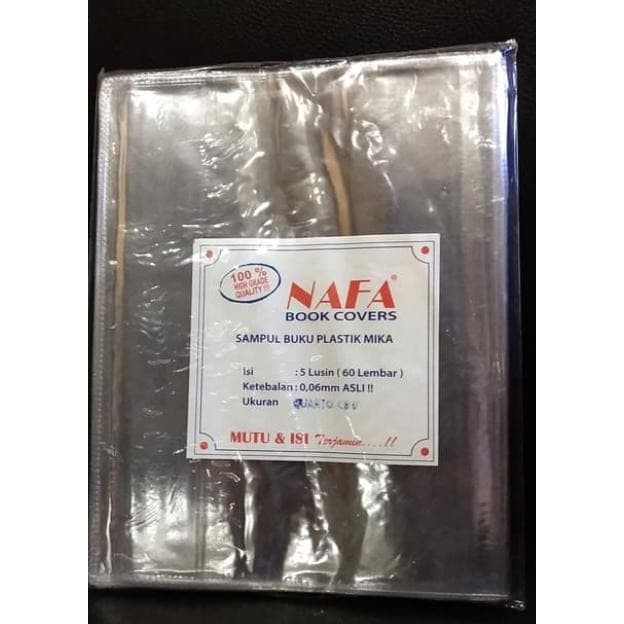 100 %
HIGH GRADE
QUALITY !!!
NAFA®
BOOK COVERS
SAMPUL BUKU PLASTIK MIKA
Isi : 5 Lusin ( 60 Lembar )
Ketebalan : 0,06mm ASLI !!
Ukuran QUARTO
MUTU & ISI Terjamin....!!